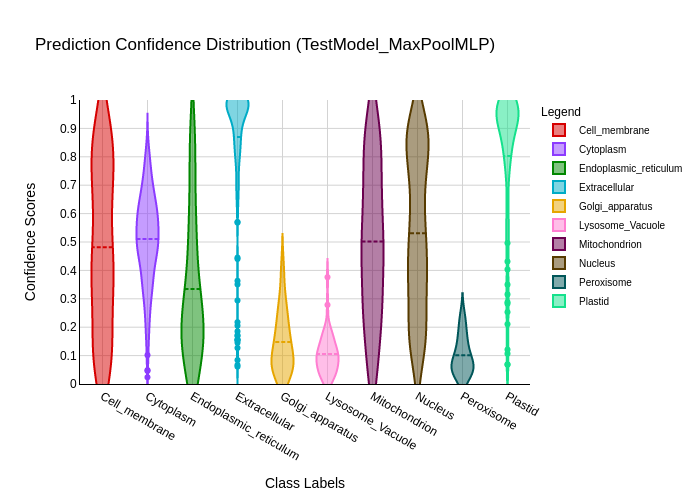 Prediction Confidence Distribution (TestModel_MaxPoolMLP)
Legend
Cell_membrane
Cytoplasm
Endoplasmic_reticulum
Extracellular
Golgi_apparatus
Lysosome_Vacuole
Mitochondrion
Nucleus
Peroxisome
Plastid
Confidence Scores
1
0.9
0.8
0.7
0.6
0.5
0.4
0.3
0.2
0.1
0
Cell_membrane
Cytoplasm
Endoplasmic_reticulum
Extracellular
Golgi_apparatus
Lysosome_Vacuole
Mitochondrion
Nucleus
Peroxisome
Plastid
Class Labels